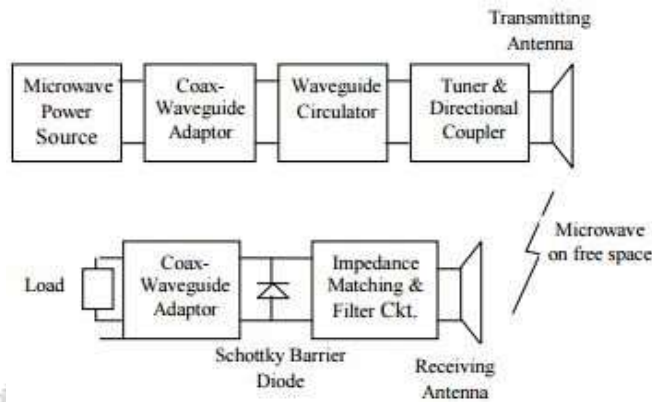 Transmitting
Antenna
Microwave
Power
Source
Coax-
Waveguide
Adaptor
Waveguide
Circulator
Tuner &
Directional
Coupler
Microwave
on free space
Load
Coax-
Waveguide
Adaptor
Impedance
Matching &
Filter Ckt.
Schottky Barrier
Diode
Receiving
Antenna